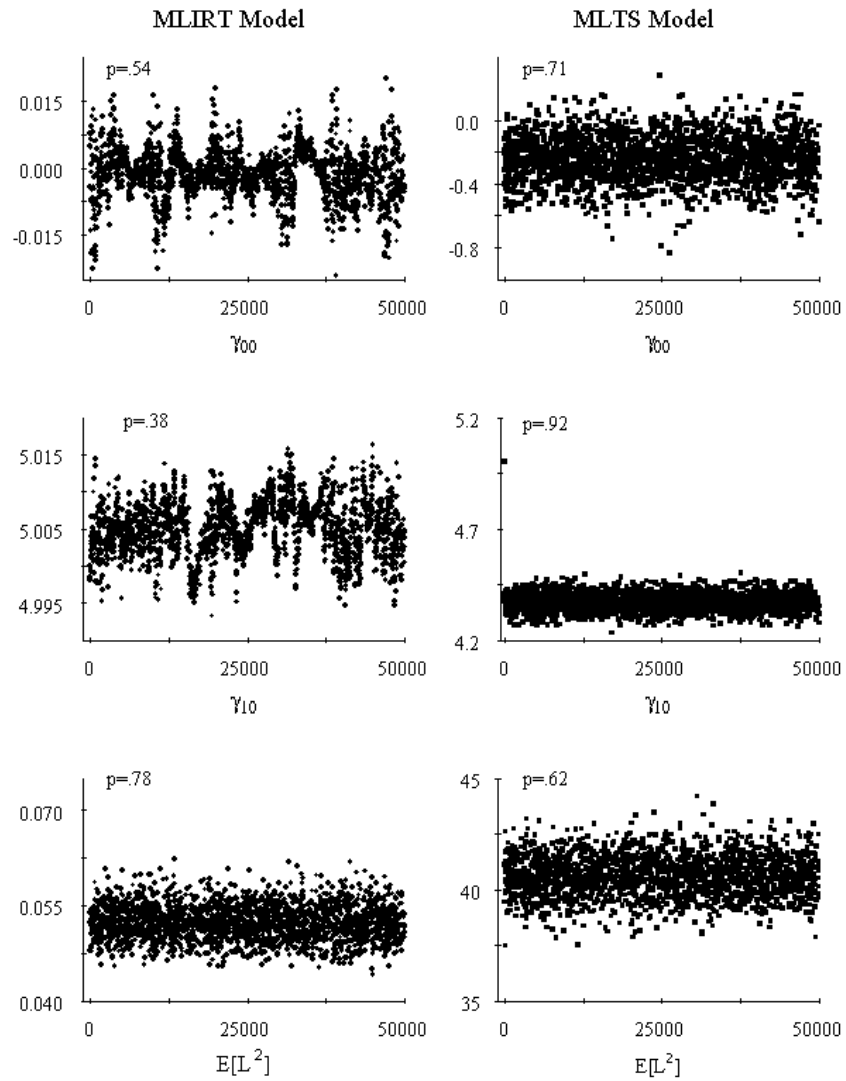 MLIRT Model
MLTS Model
p=.54
0.015
0.000
-0.015
0 25000 50000
γ00
p=.71
0.0
-0.4
-0.8
0 25000 50000
γ00
p=.38
5.015
5.005
4.995
0 25000 50000
γ10
p=.92
5.2
4.7
4.2
0 25000 50000
γ10
p=.78
0.070
0.055
0.040
0 25000 50000
E[L²]
p=.62
45
40
35
0 25000 50000
E[L²]